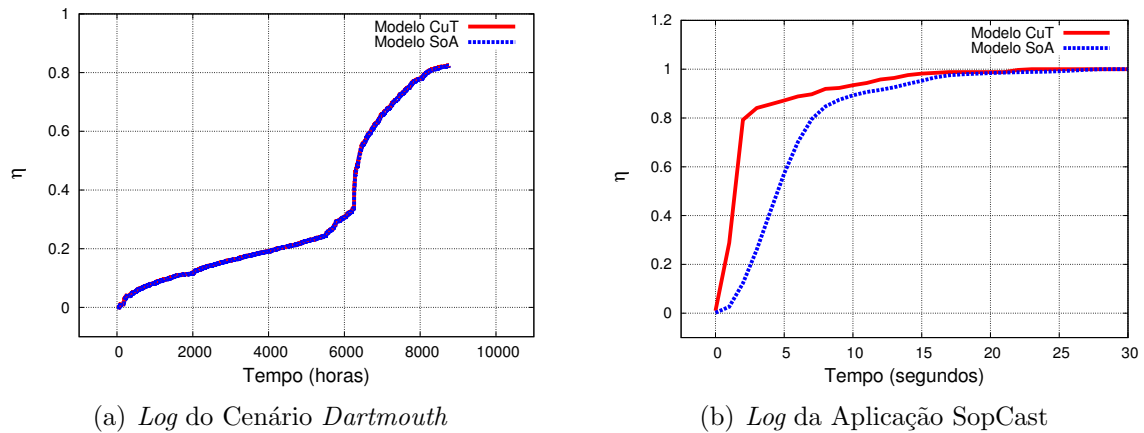 1
0.8
0.6
0.4
0.2
0
η
0 2000 4000 6000 8000 10000
Tempo (horas)
Modelo CuT
Modelo SoA
(a) Log do Cenário Dartmouth
1.2
1
0.8
0.6
0.4
0.2
0
η
0 5 10 15 20 25 30
Tempo (segundos)
Modelo CuT
Modelo SoA
(b) Log da Aplicação SopCast